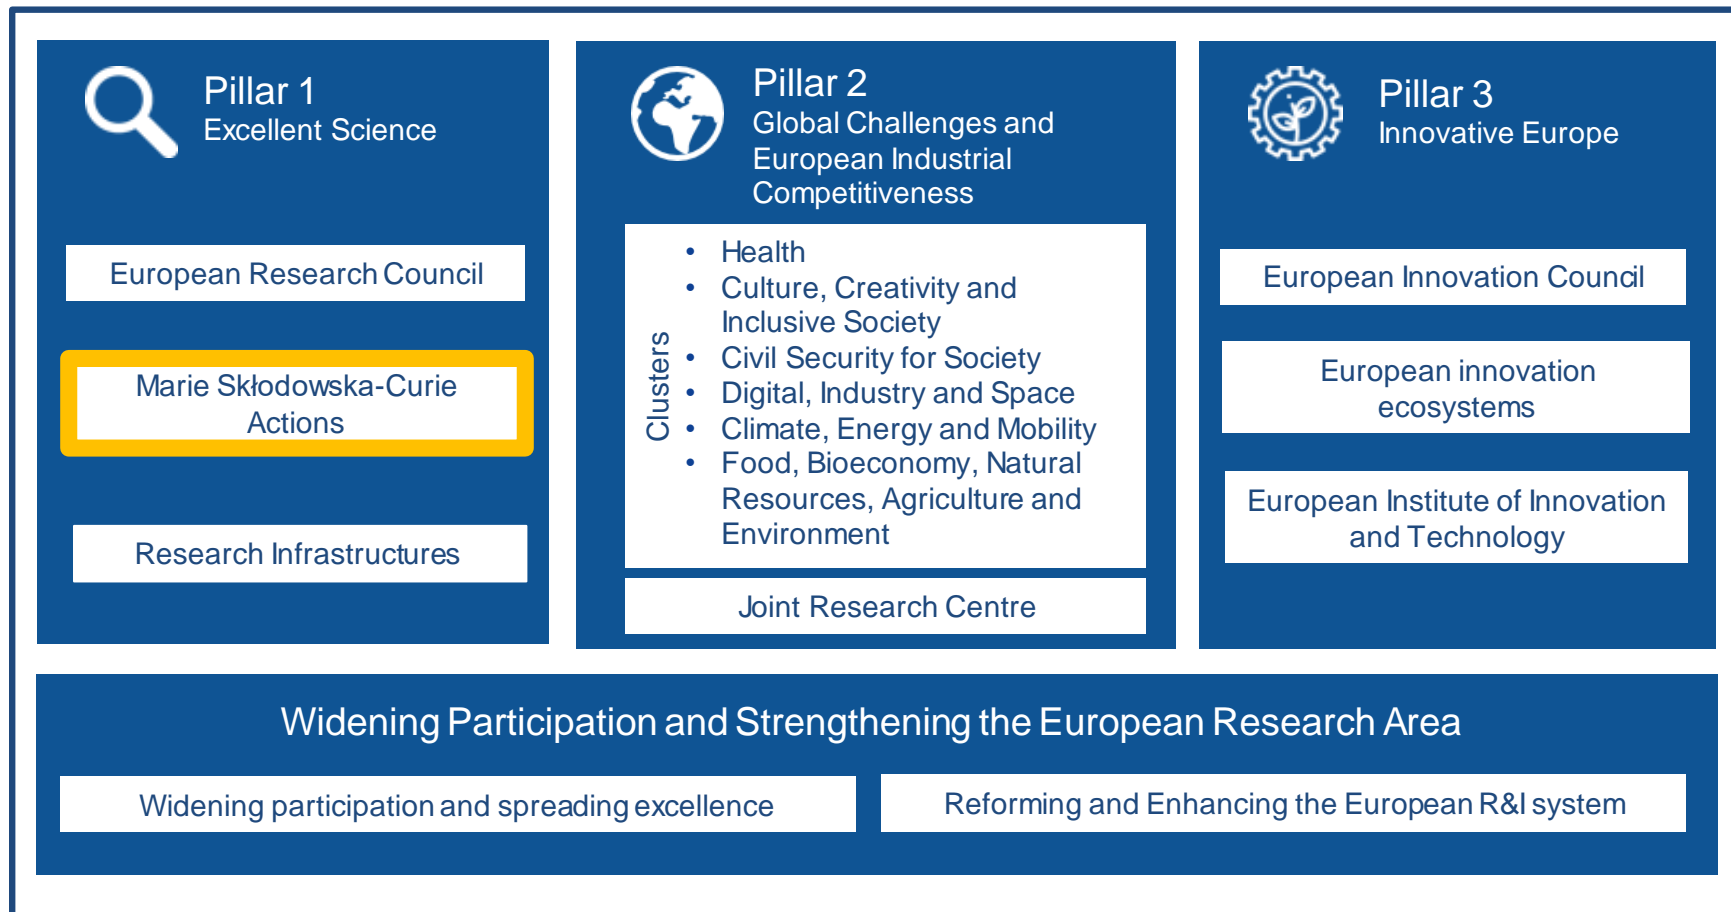 Pillar 1
Excellent Science
European Research Council
Marie Skłodowska-Curie
Actions
Research Infrastructures
Pillar 2
Global Challenges and
European Industrial
Competitiveness
Clusters
• Health
• Culture, Creativity and
Inclusive Society
• Civil Security for Society
• Digital, Industry and Space
• Climate, Energy and Mobility
• Food, Bioeconomy, Natural
Resources, Agriculture and
Environment
Joint Research Centre
Pillar 3
Innovative Europe
European Innovation Council
European innovation
ecosystems
European Institute of Innovation
and Technology
Widening Participation and Strengthening the European Research Area
Widening participation and spreading excellence
Reforming and Enhancing the European R&I system